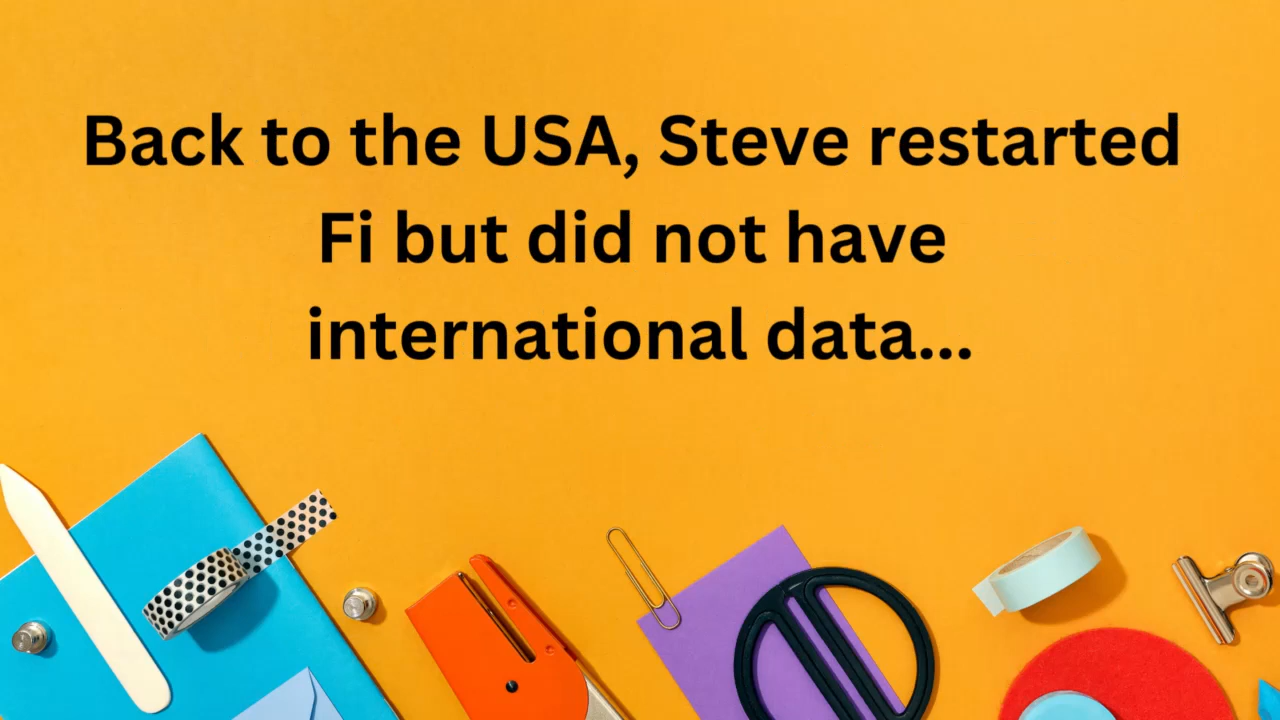 Back to the USA, Steve restarted
Fi but did not have
international data...